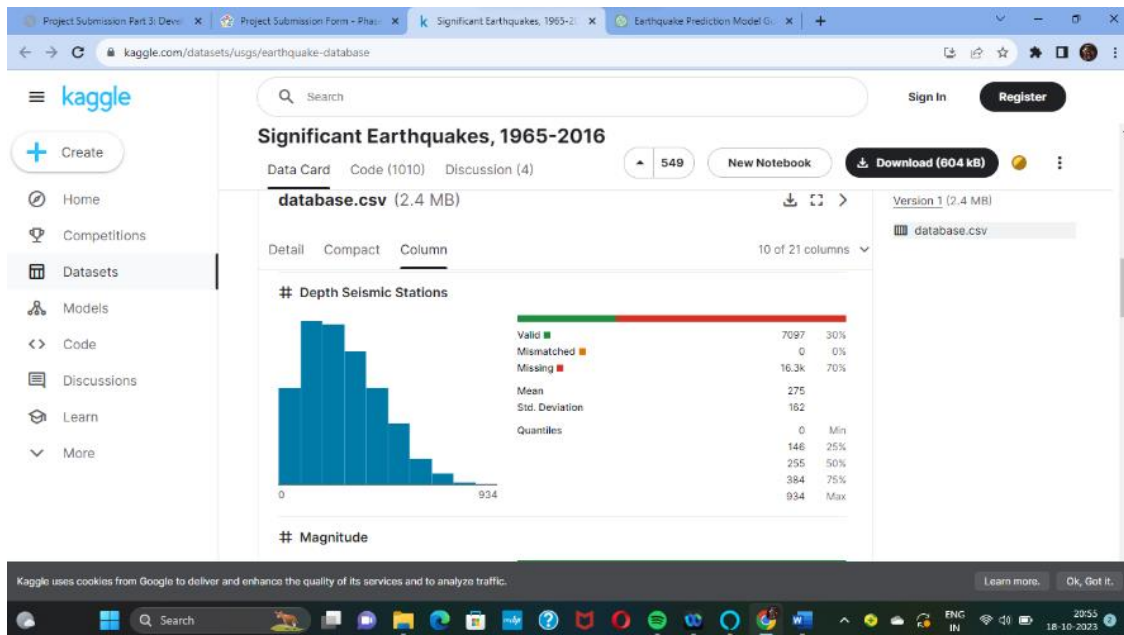 Project Submission Part 3: Devel
Project Submission Form - Phas
Significant Earthquakes, 1965-2
Earthquake Prediction Model G
kaggle.com/datasets/usgs/earthquake-database
kaggle
Search
Sign In
Register
Create
Significant Earthquakes, 1965-2016
549
New Notebook
Download (604 kB)
Data Card Code (1010) Discussion (4)
Home
Competitions
Datasets
Models
Code
Discussions
Learn
More
database.csv (2.4 MB)
Version 1 (2.4 MB)
database.csv
Detail Compact Column
10 of 21 columns
# Depth Seismic Stations
Valid 7097 30%
Mismatched 0 0%
Missing 16.3k 70%
Mean 275
Std. Deviation 162
Quantiles 0 Min
146 25%
255 50%
384 75%
934 Max
0 934
# Magnitude
Kaggle uses cookies from Google to deliver and enhance the quality of its services and to analyze traffic.
Learn more.
Ok, Got it.
Search
ENG
IN
20:55
18-10-2023